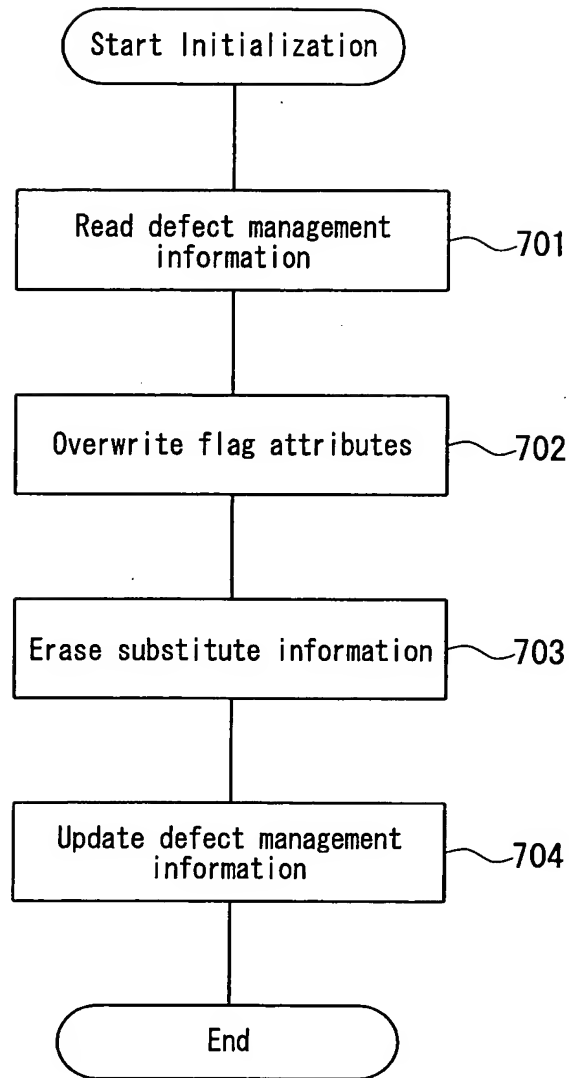 Start Initialization
Read defect management
information
701
Overwrite flag attributes
702
Erase substitute information
703
Update defect management
information
704
End